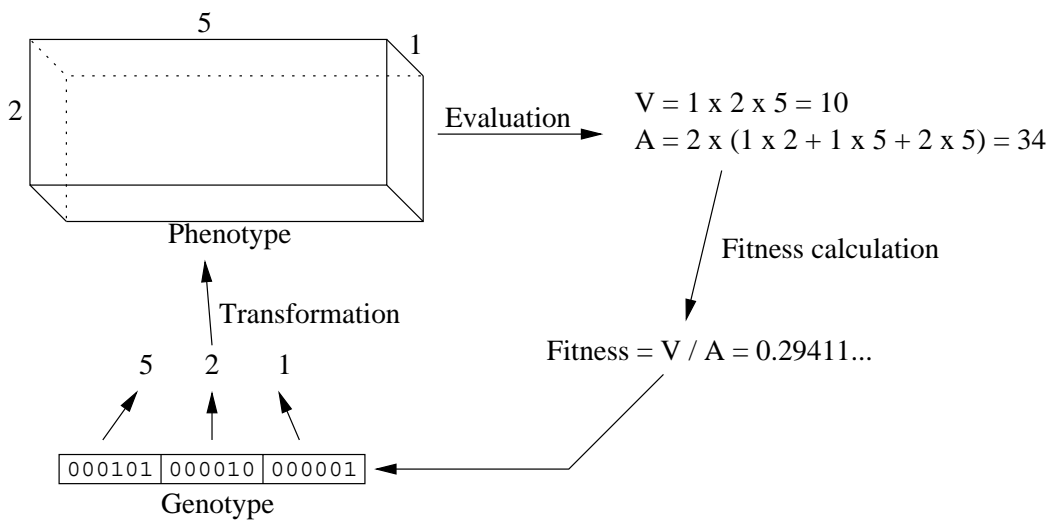 5
1
2
Evaluation
V = 1 x 2 x 5 = 10
A = 2 x (1 x 2 + 1 x 5 + 2 x 5) = 34
Phenotype
Fitness calculation
Transformation
Fitness = V / A = 0.29411...
5 2 1
000101 000010 000001
Genotype